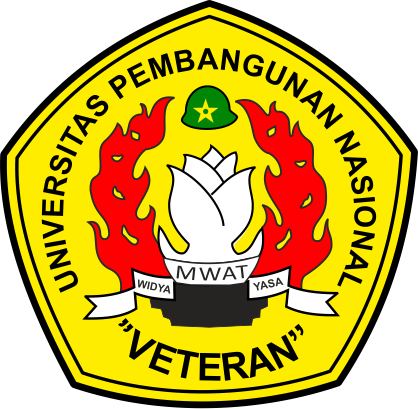 UNIVERSITAS PEMBANGUNAN NASIONAL
MWAT
WIDYA
YASA
"VETERAN"